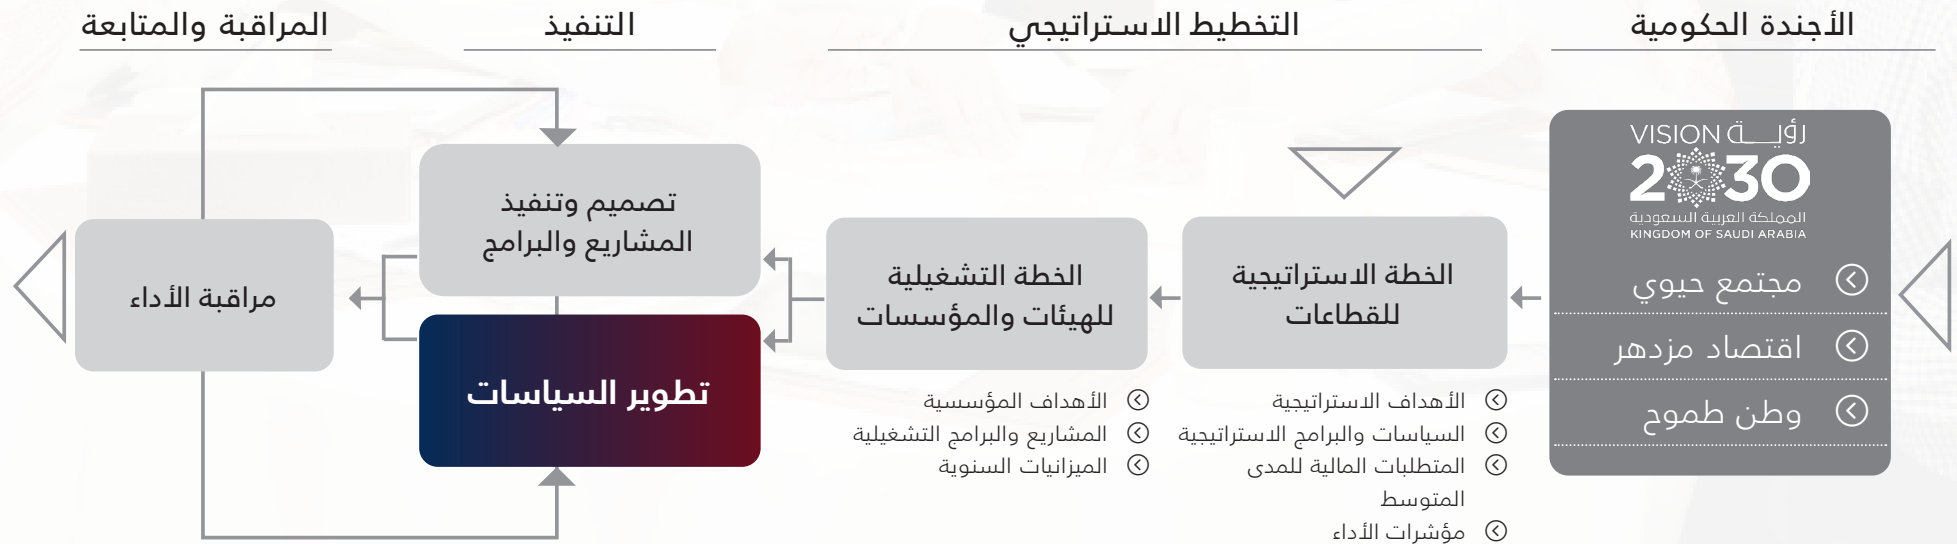 الأجندة الحكومية
التخطيط الاستراتيجي
التنفيذ
المراقبة والمتابعة
VISION رؤيــة
2030
المملكة العربية السعودية
KINGDOM OF SAUDI ARABIA
مجتمع حيوي
اقتصاد مزدهر
وطن طموح
الخطة الاستراتيجية
للقطاعات
الأهداف الاستراتيجية
السياسات والبرامج الاستراتيجية
المتطلبات المالية للمدى
المتوسط
مؤشرات الأداء
الخطة التشغيلية
للهيئات والمؤسسات
الأهداف المؤسسية
المشاريع والبرامج التشغيلية
الميزانيات السنوية
تصميم وتنفيذ
المشاريع والبرامج
تطوير السياسات
مراقبة الأداء